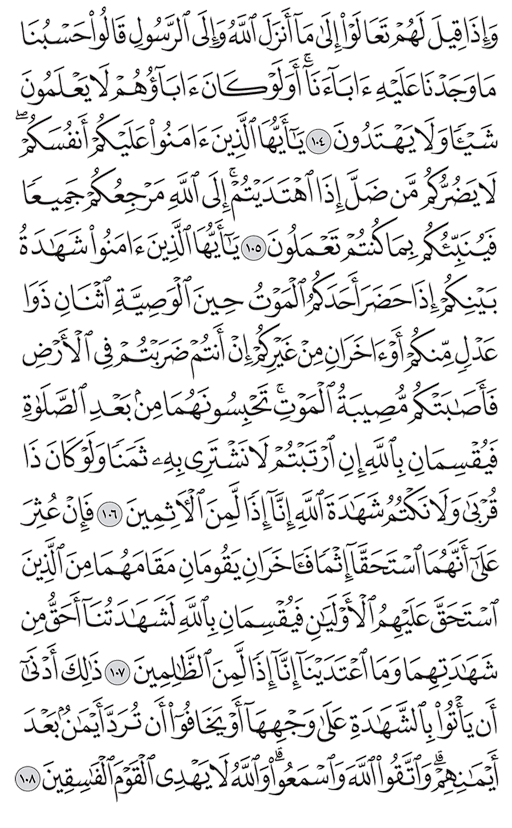 وَإِذَا قِيلَ لَهُمۡ تَعَالَوۡاْ إِلَىٰ مَآ أَنزَلَ ٱللَّهُ وَإِلَى ٱلرَّسُولِ قَالُواْ حَسۡبُنَا
مَا وَجَدۡنَا عَلَيۡهِ ءَابَآءَنَآۚ أَوَلَوۡ كَانَ ءَابَآؤُهُمۡ لَا يَعۡلَمُونَ
شَيۡـٔٗا وَلَا يَهۡتَدُونَ ١٠٤ يَـٰٓأَيُّهَا ٱلَّذِينَ ءَامَنُواْ عَلَيۡكُمۡ أَنفُسَكُمۡۖ
لَا يَضُرُّكُم مَّن ضَلَّ إِذَا ٱهۡتَدَيۡتُمۡۚ إِلَى ٱللَّهِ مَرۡجِعُكُمۡ جَمِيعٗا
فَيُنَبِّئُكُم بِمَا كُنتُمۡ تَعۡمَلُونَ ١٠٥ يَـٰٓأَيُّهَا ٱلَّذِينَ ءَامَنُواْ شَهَٰدَةُ
بَيۡنِكُمۡ إِذَا حَضَرَ أَحَدَكُمُ ٱلۡمَوۡتُ حِينَ ٱلۡوَصِيَّةِ ٱثۡنَانِ ذَوَا
عَدۡلٖ مِّنكُمۡ أَوۡ ءَاخَرَانِ مِنۡ غَيۡرِكُمۡ إِنۡ أَنتُمۡ ضَرَبۡتُمۡ فِي ٱلۡأَرۡضِ
فَأَصَٰبَتۡكُم مُّصِيبَةُ ٱلۡمَوۡتِۚ تَحۡبِسُونَهُمَا مِنۢ بَعۡدِ ٱلصَّلَوٰةِ
فَيُقۡسِمَانِ بِٱللَّهِ إِنِ ٱرۡتَبۡتُمۡ لَا نَشۡتَرِي بِهِۦ ثَمَنٗا وَلَوۡ كَانَ ذَا
قُرۡبَىٰ وَلَا نَكۡتُمُ شَهَٰدَةَ ٱللَّهِ إِنَّآ إِذٗا لَّمِنَ ٱلۡأٓثِمِينَ ١٠٦ فَإِنۡ عُثِرَ
عَلَىٰٓ أَنَّهُمَا ٱسۡتَحَقَّآ إِثۡمٗا فَـَٔاخَرَانِ يَقُومَانِ مَقَامَهُمَا مِنَ ٱلَّذِينَ
ٱسۡتَحَقَّ عَلَيۡهِمُ ٱلۡأَوۡلَيَٰنِ فَيُقۡسِمَانِ بِٱللَّهِ لَشَهَٰدَتُنَآ أَحَقُّ مِن
شَهَٰدَتِهِمَا وَمَا ٱعۡتَدَيۡنَآ إِنَّآ إِذٗا لَّمِنَ ٱلظَّٰلِمِينَ ١٠٧ ذَٰلِكَ أَدۡنَىٰٓ
أَن يَأۡتُواْ بِٱلشَّهَٰدَةِ عَلَىٰ وَجۡهِهَآ أَوۡ يَخَافُوٓاْ أَن تُرَدَّ أَيۡمَٰنُۢ بَعۡدَ
أَيۡمَٰنِهِمۡۗ وَٱتَّقُواْ ٱللَّهَ وَٱسۡمَعُواْۗ وَٱللَّهُ لَا يَهۡدِي ٱلۡقَوۡمَ ٱلۡفَٰسِقِينَ ١٠٨